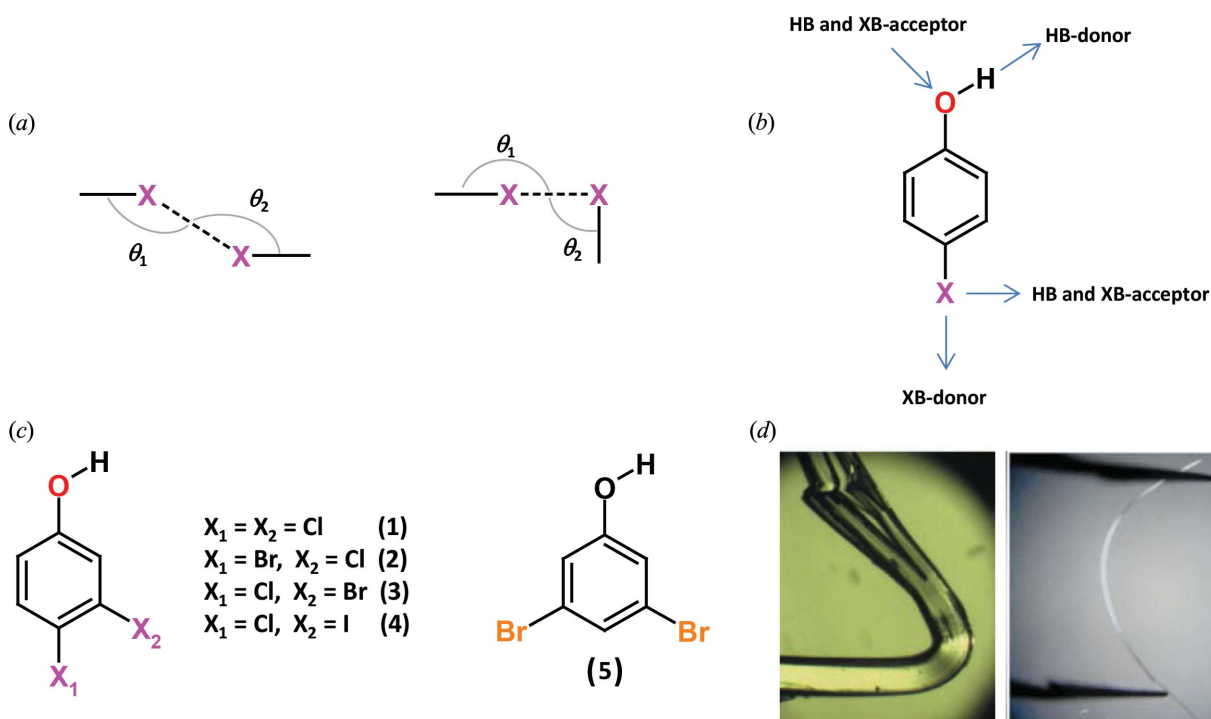 (a)
X
X
θ₁
θ₂
θ₁
X
X
θ₂
(b)
HB and XB-acceptor
HB-donor
H
O
X
HB and XB-acceptor
XB-donor
(c)
H
O
X₂
X₁
X₁ = X₂ = Cl (1)
X₁ = Br, X₂ = Cl (2)
X₁ = Cl, X₂ = Br (3)
X₁ = Cl, X₂ = I (4)
H
O
Br
Br
(5)
(d)